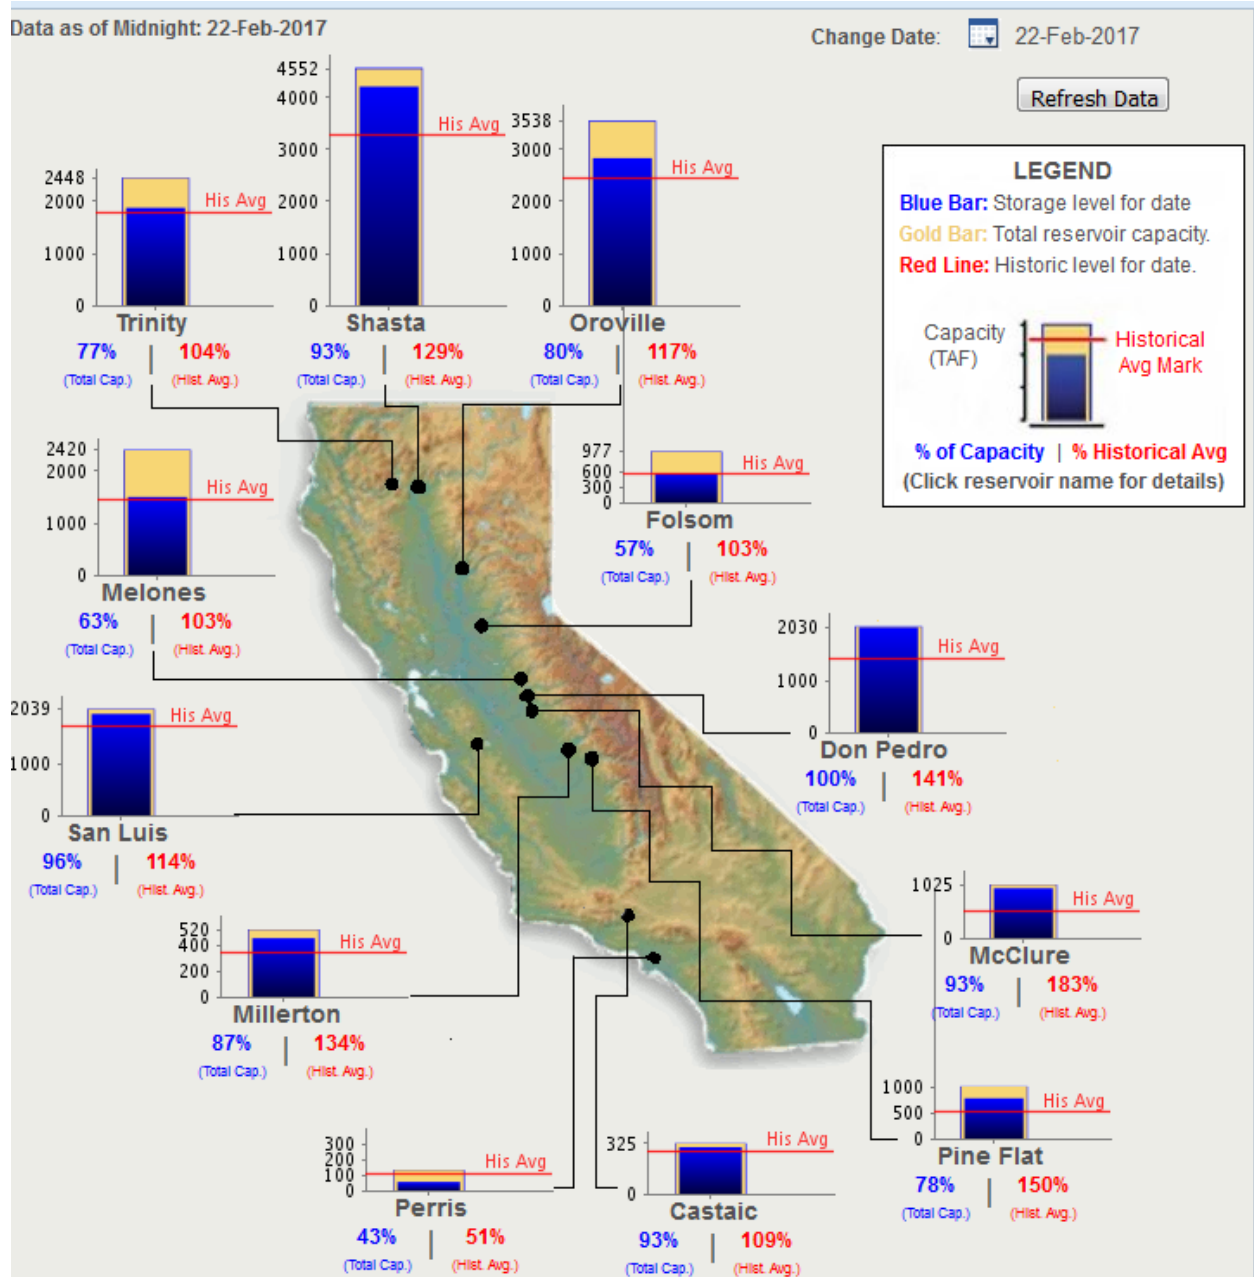 Data as of Midnight: 22-Feb-2017
Change Date: 22-Feb-2017
Refresh Data
LEGEND
Blue Bar: Storage level for date
Gold Bar: Total reservoir capacity.
Red Line: Historic level for date.
Capacity
(TAF)
Historical
Avg Mark
% of Capacity | % Historical Avg
(Click reservoir name for details)
2448
2000
1000
0
His Avg
Trinity
77% | 104%
(Total Cap.) (Hist. Avg.)
4552
4000
3000
2000
1000
0
His Avg
Shasta
93% | 129%
(Total Cap.) (Hist. Avg.)
3538
3000
2000
1000
0
His Avg
Oroville
80% | 117%
(Total Cap.) (Hist. Avg.)
2420
2000
1000
0
His Avg
Melones
63% | 103%
(Total Cap.) (Hist. Avg.)
977
600
300
0
His Avg
Folsom
57% | 103%
(Total Cap.) (Hist. Avg.)
2030
1000
0
His Avg
Don Pedro
100% | 141%
(Total Cap.) (Hist. Avg.)
2039
1000
0
His Avg
San Luis
96% | 114%
(Total Cap.) (Hist. Avg.)
1025
0
His Avg
McClure
93% | 183%
(Total Cap.) (Hist. Avg.)
520
400
200
0
His Avg
Millerton
87% | 134%
(Total Cap.) (Hist. Avg.)
1000
500
0
His Avg
Pine Flat
78% | 150%
(Total Cap.) (Hist. Avg.)
300
200
100
0
His Avg
Perris
43% | 51%
(Total Cap.) (Hist. Avg.)
325
0
His Avg
Castaic
93% | 109%
(Total Cap.) (Hist. Avg.)